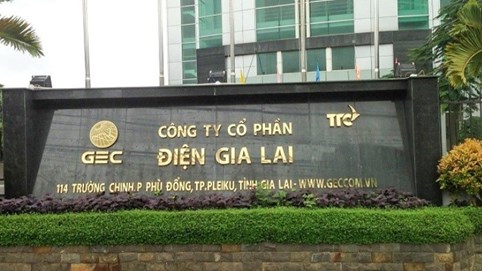 CÔNG TY CỔ PHẦN
TTC
GEC
ĐIỆN GIA LAI
114 TRƯỜNG CHINH P PHÙ ĐỔNG, TP.PLEIKU, TỈNH GIA LAI - WWW.GECCOM.VN